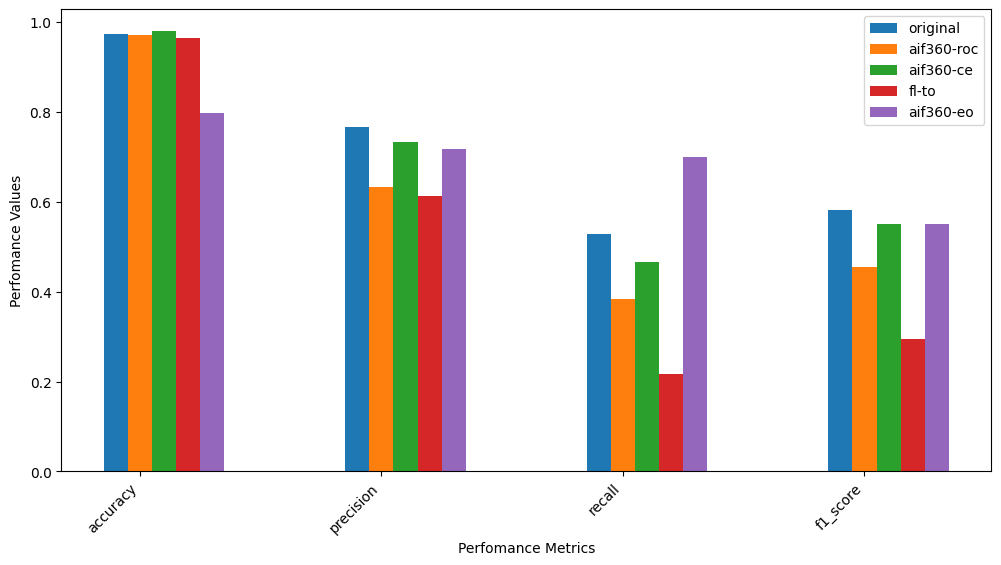 1.0
0.8
0.6
0.4
0.2
0.0
Perfomance Values
original
aif360-roc
aif360-ce
fl-to
aif360-eo
accuracy
precision
recall
f1_score
Perfomance Metrics